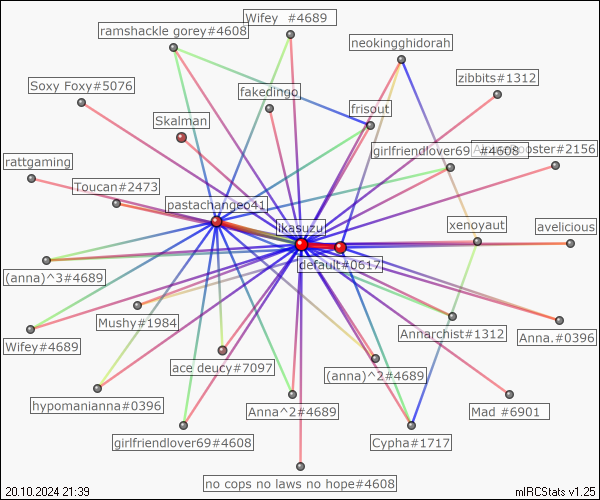 Wifey  #4689
ramshackle gorey#4608
neokingghidorah
zibbits#1312
Soxy Foxy#5076
fakedingo
frisout
Skalman
girlfriendlover69  #4608
poster#2156
rattgaming
Toucan#2473
pastachangeo41
ikasuzu
xenoyaut
avelicious
default#0617
(anna)^3#4689
Mushy#1984
Annarchist#1312
Anna.#0396
Wifey#4689
ace deucy#7097
(anna)^2#4689
hypomanianna#0396
Anna^2#4689
Mad #6901
girlfriendlover69#4608
Cypha#1717
no cops no laws no hope#4608
20.10.2024 21:39
mIRCStats v1.25